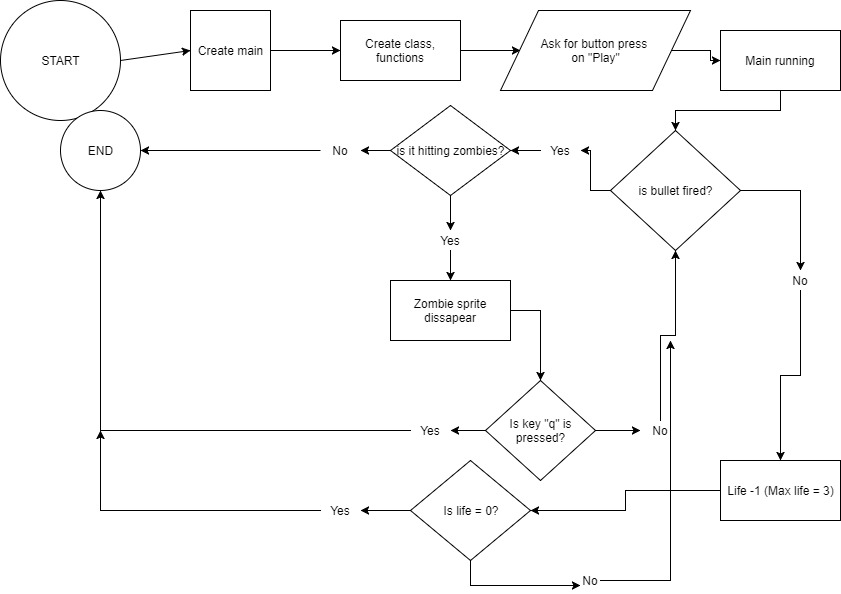 START
Create main
Create class,
functions
Ask for button press
on "Play"
Main running
END
No
is it hitting zombies?
Yes
is bullet fired?
Yes
No
Zombie sprite
dissapear
Yes
Is key "q" is
pressed?
No
Life -1 (Max life = 3)
Yes
Is life = 0?
No